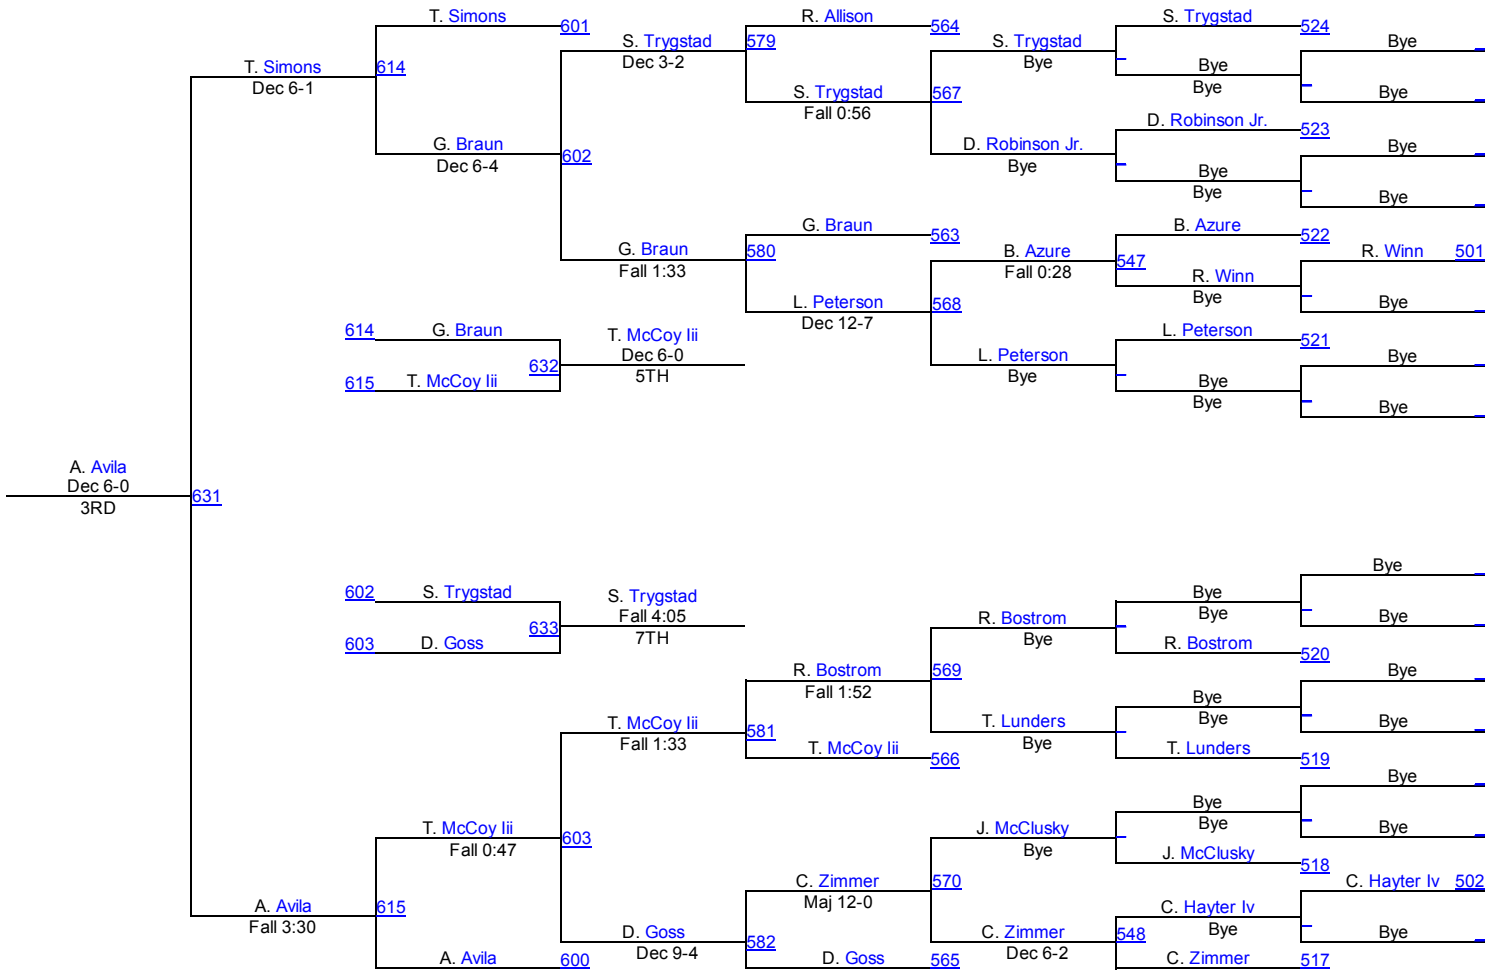 T. Simons
601
R. Allison
564
S. Trygstad
524
S. Trygstad
Dec 3-2
579
S. Trygstad
Bye
Bye
T. Simons
Dec 6-1
614
Bye
Bye
S. Trygstad
Fall 0:56
567
Bye
D. Robinson Jr.
523
G. Braun
Dec 6-4
602
D. Robinson Jr.
Bye
Bye
Bye
Bye
Bye
G. Braun
563
B. Azure
522
G. Braun
Fall 1:33
580
B. Azure
Fall 0:28
547
R. Winn
501
R. Winn
Bye
L. Peterson
Dec 12-7
568
Bye
614
G. Braun
T. McCoy Iii
Dec 6-0
5TH
L. Peterson
521
632
L. Peterson
Bye
Bye
615
T. McCoy Iii
Bye
Bye
Bye
A. Avila
Dec 6-0
3RD
631
Bye
602
S. Trygstad
S. Trygstad
Fall 4:05
7TH
Bye
Bye
633
R. Bostrom
Bye
Bye
603
D. Goss
R. Bostrom
520
R. Bostrom
Fall 1:52
569
Bye
Bye
Bye
T. McCoy Iii
Fall 1:33
581
T. Lunders
Bye
Bye
T. McCoy Iii
566
T. Lunders
519
Bye
Bye
Bye
T. McCoy Iii
Fall 0:47
603
J. McClusky
Bye
Bye
J. McClusky
518
C. Zimmer
Maj 12-0
570
C. Hayter Iv
502
A. Avila
Fall 3:30
615
C. Hayter Iv
Bye
D. Goss
Dec 9-4
582
C. Zimmer
Dec 6-2
548
Bye
A. Avila
600
D. Goss
565
C. Zimmer
517